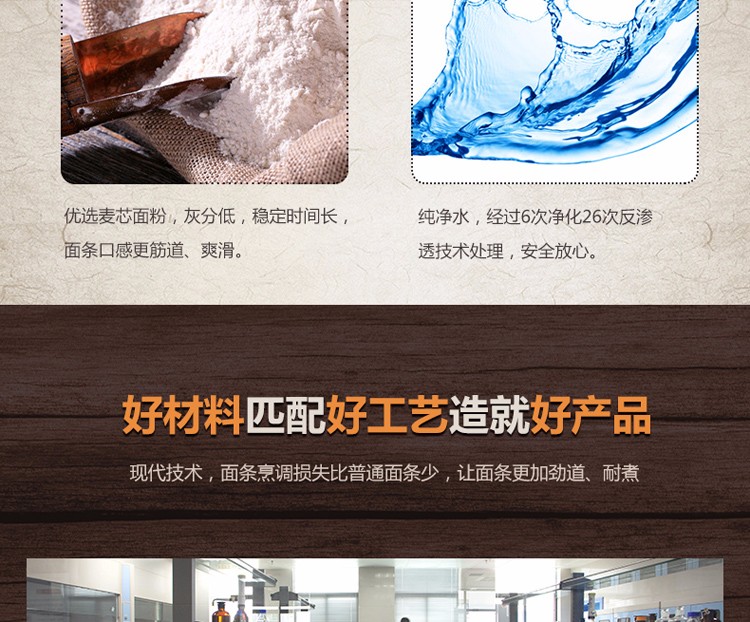 优选麦芯面粉，灰分低，稳定时间长，
面条口感更筋道、爽滑。
纯净水，经过6次净化26次反渗
透技术处理，安全放心。
好材料匹配好工艺造就好产品
现代技术，面条烹调损失比普通面条少，让面条更加劲道、耐煮